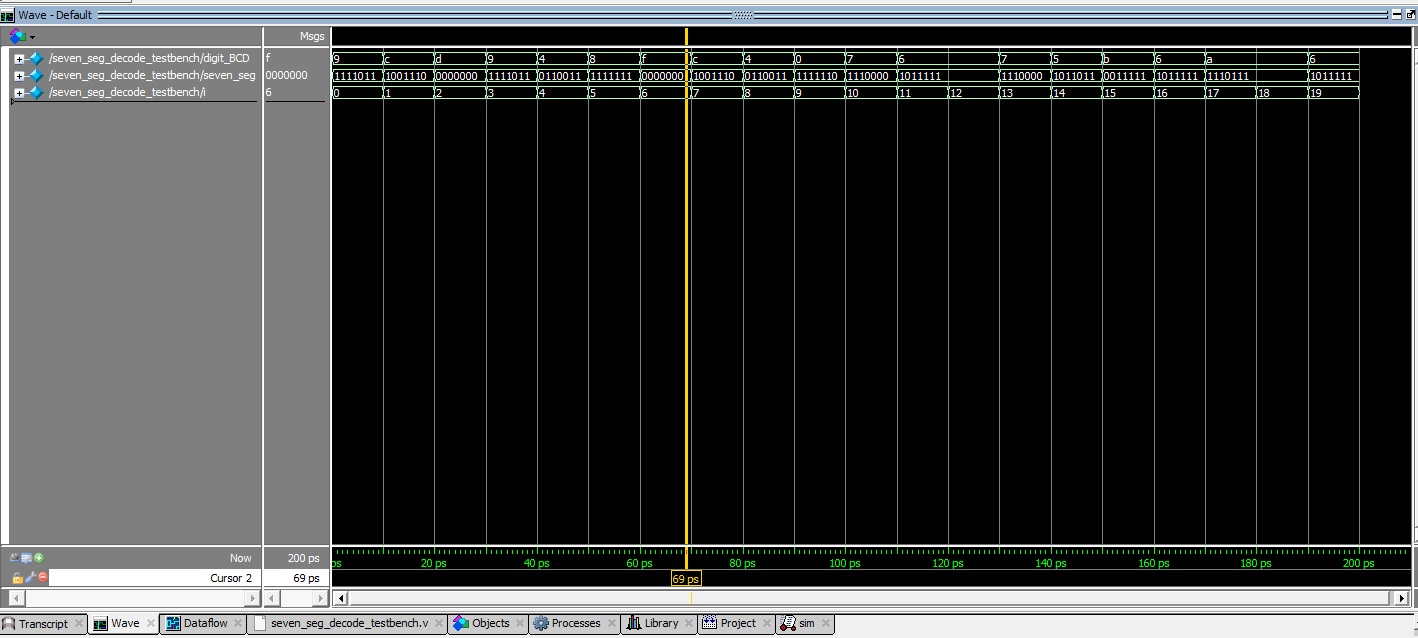 Wave - Default
Msgs
/seven_seg_decode_testbench/digit_BCD f 9 c d 9 4 8 f c 4 0 7 6 7 5 b 6 a 6
/seven_seg_decode_testbench/seven_seg 0000000 1111011 1001110 0000000 1111011 0110011 1111111 0000000 1001110 0110011 1111110 1110000 1011111 1110000 1011011 0011111 1011111 1110111 1011111
/seven_seg_decode_testbench/i 6 0 1 2 3 4 5 6 7 8 9 10 11 12 13 14 15 16 17 18 19
Now 200 ps ps 20 ps 40 ps 60 ps 80 ps 100 ps 120 ps 140 ps 160 ps 180 ps 200 ps
Cursor 2 69 ps 69 ps
Transcript Wave Dataflow seven_seg_decode_testbench.v Objects Processes Library Project sim